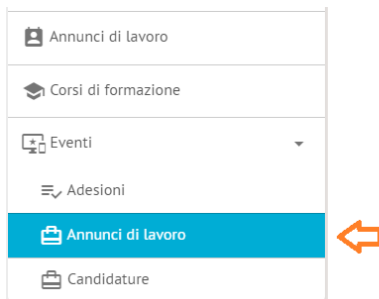 Annunci di lavoro
Corsi di formazione
Eventi
Adesioni
Annunci di lavoro
Candidature